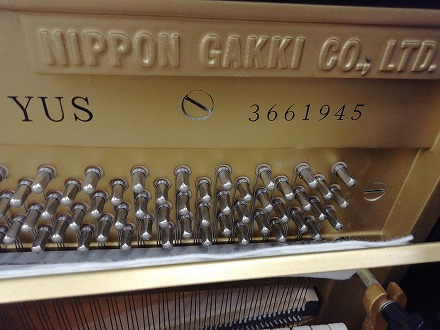 NIPPON GAKKI CO., LTD.
YUS 3661945